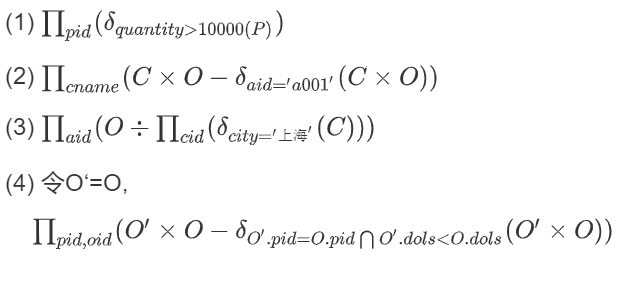 (1) ∏pid(δquantity>10000(P))
(2) ∏cname(C × O − δaid='a001'(C × O))
(3) ∏aid(O ÷ ∏cid(δcity='上海'(C)))
(4) 令O‘=O,
∏pid,oid(O′ × O − δO′.pid=O.pid⋂O′.dols<O.dols(O′ × O))